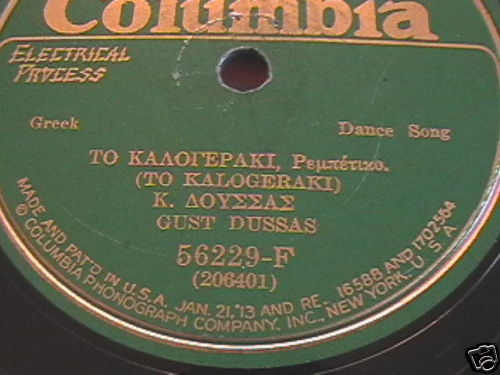 Columbia
ELECTRICAL
PROCESS
Greek
Dance Song
ΤΟ ΚΑΛΟΓΕΡΑΚΙ, Ρεμπέτικο.
(TO KALOGERAKI)
Κ. ΔΟΥΣΣΑΣ
GUST DUSSAS
56229-F
(206401)
MADE AND PAT'D IN U.S.A. JAN. 21,'13 AND RE. 16588 AND 1702564
© COLUMBIA PHONOGRAPH COMPANY, INC., NEW YORK, U.S.A